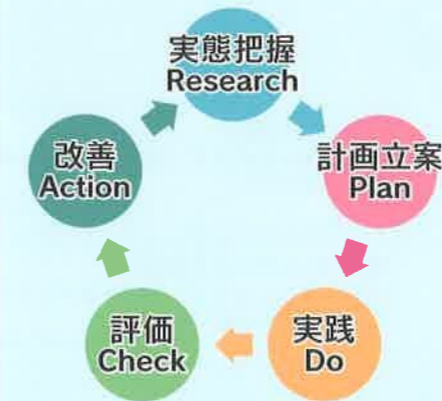 実態把握
Research
計画立案
Plan
実践
Do
評価
Check
改善
Action